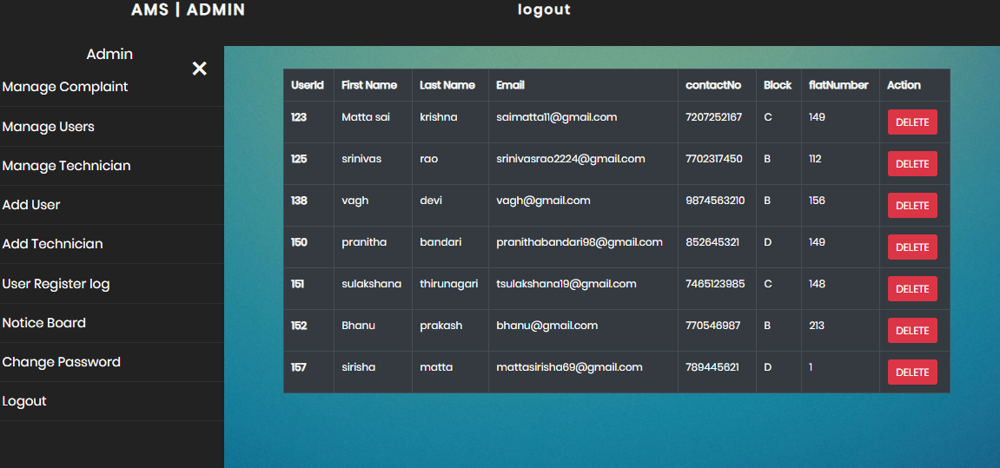 AMS | ADMIN logout
Admin
×
Manage Complaint
Manage Users
Manage Technician
Add User
Add Technician
User Register log
Notice Board
Change Password
Logout
UserId First Name Last Name Email contactNo Block flatNumber Action
123 Matta sai krishna saimatta11@gmail.com 7207252167 C 149 DELETE
125 srinivas rao srinivasrao2224@gmail.com 7702317450 B 112 DELETE
138 vagh devi vagh@gmail.com 9874563210 B 156 DELETE
150 pranitha bandari pranithabandari98@gmail.com 852645321 D 149 DELETE
151 sulakshana thirunagari tsulakshana19@gmail.com 7465123985 C 148 DELETE
152 Bhanu prakash bhanu@gmail.com 770546987 B 213 DELETE
157 sirisha matta mattasirisha69@gmail.com 789445621 D 1 DELETE